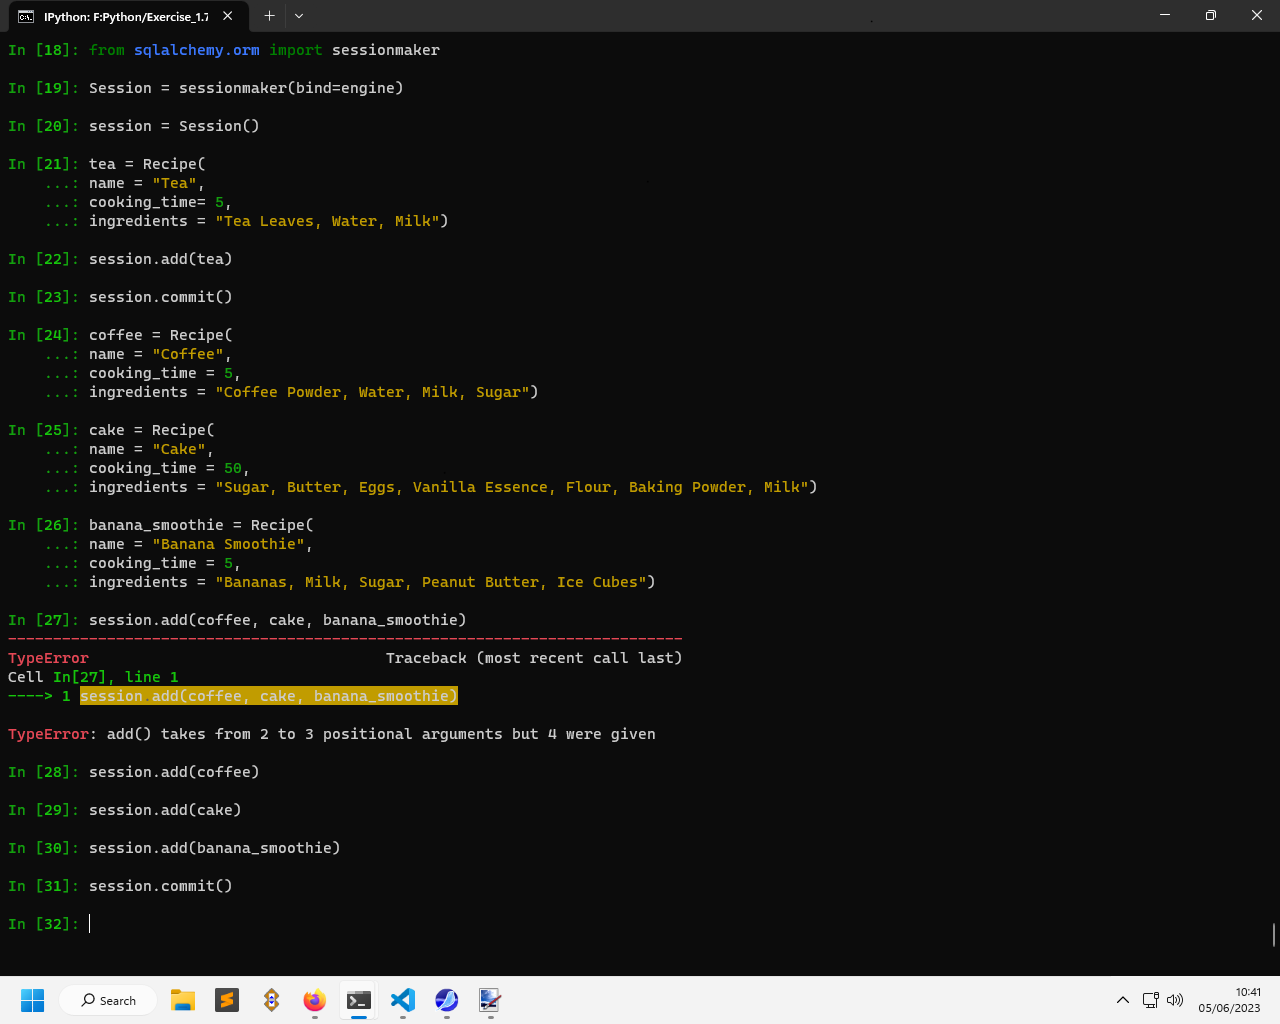 IPython: F:Python/Exercise_1.7
In [18]: from sqlalchemy.orm import sessionmaker
In [19]: Session = sessionmaker(bind=engine)
In [20]: session = Session()
In [21]: tea = Recipe(
...: name = "Tea",
...: cooking_time= 5,
...: ingredients = "Tea Leaves, Water, Milk")
In [22]: session.add(tea)
In [23]: session.commit()
In [24]: coffee = Recipe(
...: name = "Coffee",
...: cooking_time = 5,
...: ingredients = "Coffee Powder, Water, Milk, Sugar")
In [25]: cake = Recipe(
...: name = "Cake",
...: cooking_time = 50,
...: ingredients = "Sugar, Butter, Eggs, Vanilla Essence, Flour, Baking Powder, Milk")
In [26]: banana_smoothie = Recipe(
...: name = "Banana Smoothie",
...: cooking_time = 5,
...: ingredients = "Bananas, Milk, Sugar, Peanut Butter, Ice Cubes")
In [27]: session.add(coffee, cake, banana_smoothie)
---------------------------------------------------------------------------
TypeError                                 Traceback (most recent call last)
Cell In[27], line 1
----> 1 session.add(coffee, cake, banana_smoothie)
TypeError: add() takes from 2 to 3 positional arguments but 4 were given
In [28]: session.add(coffee)
In [29]: session.add(cake)
In [30]: session.add(banana_smoothie)
In [31]: session.commit()
In [32]:
Search
10:41
05/06/2023